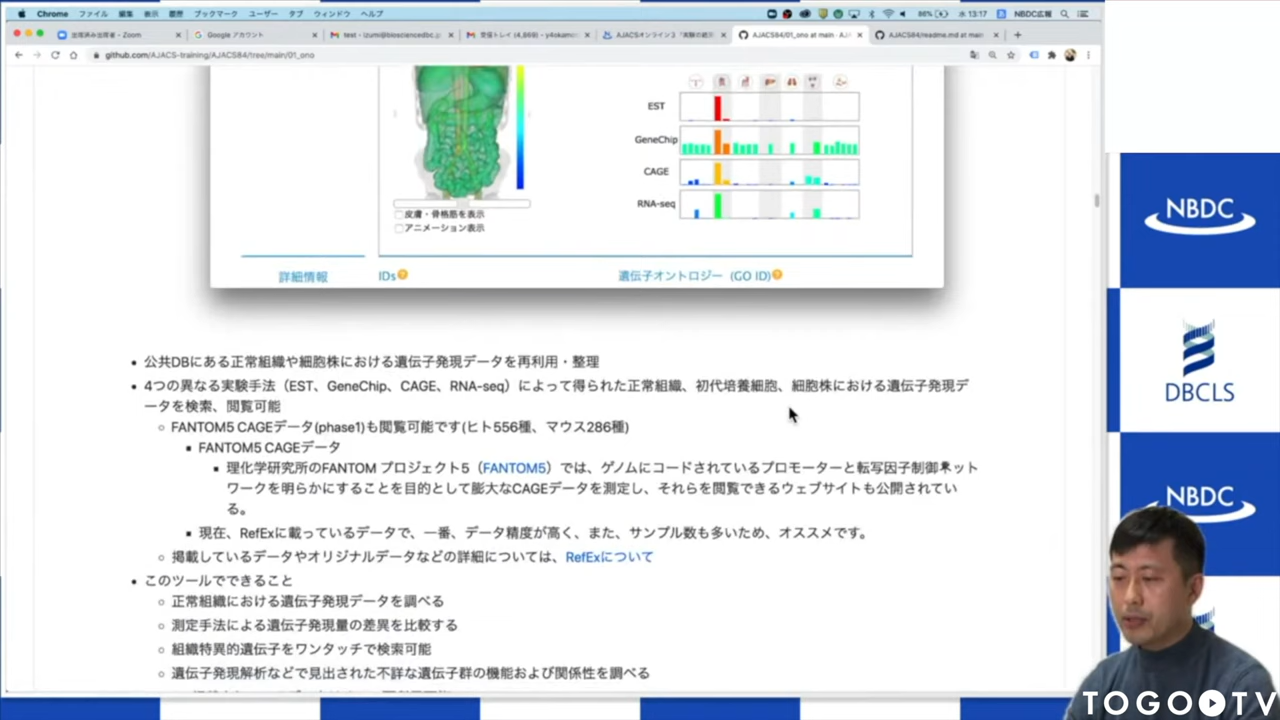 Chrome ファイル 編集 表示 履歴 ブックマーク ユーザー タブ ウィンドウ ヘルプ
86% 水 13:17 NBDC広報
Google アカウント
AJACS84/01_ono at main · AJA
AJACS84/readme.md at main
github.com/AJACS-training/AJACS84/tree/main/01_ono
EST
GeneChip
CAGE
RNA-seq
皮膚・骨格筋を表示
アニメーション表示
詳細情報
IDs
遺伝子オントロジー (GO ID)
公共DBにある正常組織や細胞株における遺伝子発現データを再利用・整理
4つの異なる実験手法（EST、GeneChip、CAGE、RNA-seq）によって得られた正常組織、初代培養細胞、細胞株における遺伝子発現デ
ータを検索、閲覧可能
FANTOM5 CAGEデータ(phase1)も閲覧可能です(ヒト556種、マウス286種)
FANTOM5 CAGEデータ
理化学研究所のFANTOM プロジェクト5（FANTOM5）では、ゲノムにコードされているプロモーターと転写因子制御ネット
ワークを明らかにすることを目的として膨大なCAGEデータを測定し、それらを閲覧できるウェブサイトも公開されてい
る。
現在、RefExに載っているデータで、一番、データ精度が高く、また、サンプル数も多いため、オススメです。
掲載しているデータやオリジナルデータなどの詳細については、RefExについて
このツールでできること
正常組織における遺伝子発現データを調べる
測定手法による遺伝子発現量の差異を比較する
組織特異的遺伝子をワンタッチで検索可能
遺伝子発現解析などで見出された不詳な遺伝子群の機能および関係性を調べる
NBDC
DBCLS
NBDC
TOGO TV